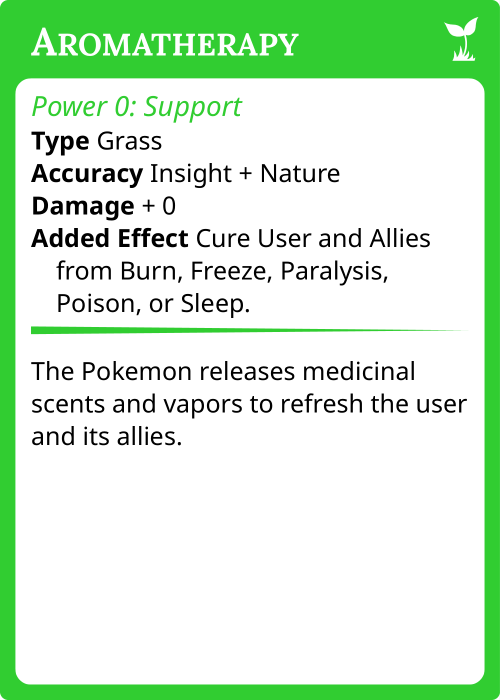 Aromatherapy
Power 0: Support
Type Grass
Accuracy Insight + Nature
Damage + 0
Added Effect Cure User and Allies
from Burn, Freeze, Paralysis,
Poison, or Sleep.
The Pokemon releases medicinal
scents and vapors to refresh the user
and its allies.